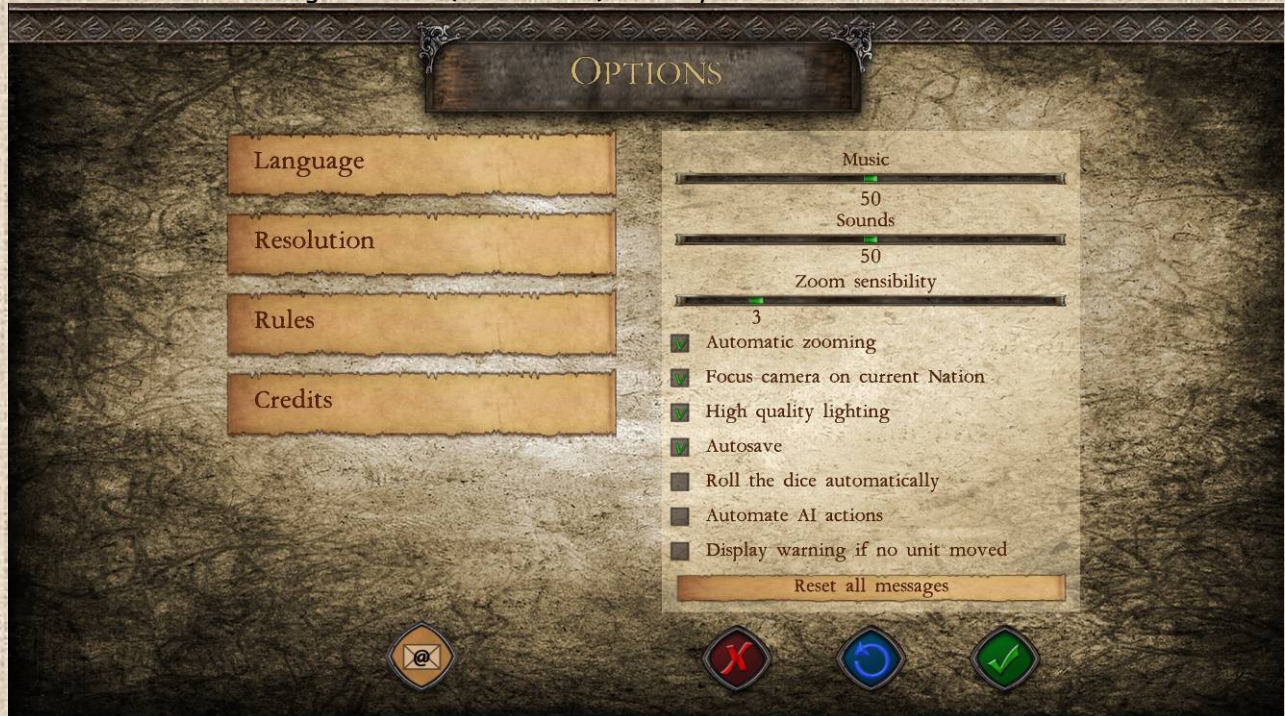 OPTIONS
Language
Resolution
Rules
Credits
Music
50
Sounds
50
Zoom sensibility
3
Automatic zooming
Focus camera on current Nation
High quality lighting
Autosave
Roll the dice automatically
Automate AI actions
Display warning if no unit moved
Reset all messages
@